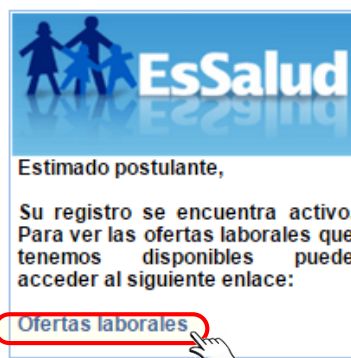 EsSalud
Estimado postulante,
Su registro se encuentra activo.
Para ver las ofertas laborales que
tenemos disponibles puede
acceder al siguiente enlace:
Ofertas laborales